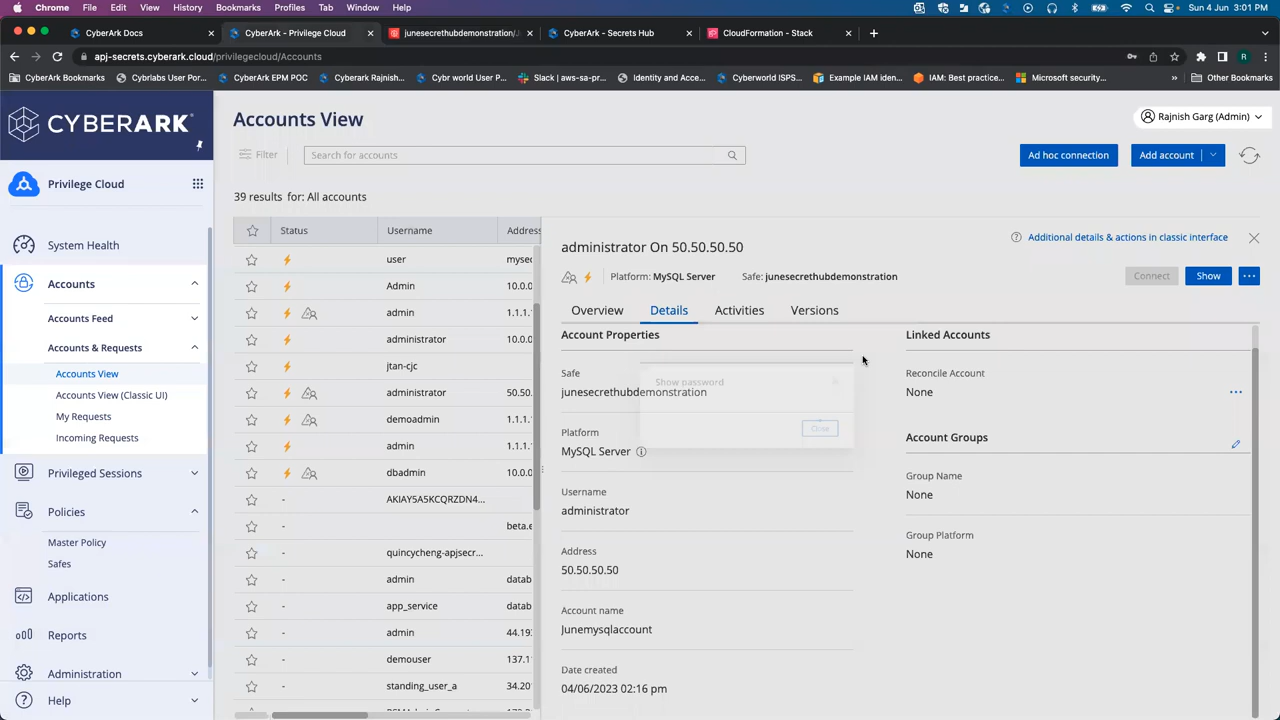 Chrome File Edit View History Bookmarks Profiles Tab Window Help Sun 4 Jun 3:01 PM
CyberArk Docs × CyberArk - Privilege Cloud × junesecrethubdemonstration/J × CyberArk - Secrets Hub × CloudFormation - Stack × +
apj-secrets.cyberark.cloud/privilegecloud/Accounts R
CyberArk Bookmarks Cyrlabs User Por... CyberArk EPM POC CyberArk Rajnish... Cybr world User P... Slack | aws-sa-pr... Identity and Acce... Cyberworld ISPS... Example IAM iden... IAM: Best practice... Microsoft security... » Other Bookmarks
CYBERARK®
Privilege Cloud
System Health
Accounts
Accounts Feed
Accounts & Requests
Accounts View
Accounts View (Classic UI)
My Requests
Incoming Requests
Privileged Sessions
Policies
Master Policy
Safes
Applications
Reports
Administration
Help
Accounts View
Rajnish Garg (Admin)
Filter
Search for accounts
Ad hoc connection
Add account
39 results for: All accounts
Status Username Address
user mysec
Admin 10.0.0
admin 1.1.1.
administrator 10.0.0
jtan-cjc
administrator 50.50.
demoadmin 1.1.1.
admin 1.1.1.
dbadmin 10.0.0
- AKIAY5A5KCQRZDN4...
- beta.e
- quincycheng-apjsecr...
- admin datab
- app_service datab
- admin 44.193
- demouser 137.1
- standing_user_a 34.20
administrator On 50.50.50.50
Additional details & actions in classic interface
Platform: MySQL Server Safe: junesecrethubdemonstration
Connect Show ...
Overview Details Activities Versions
Account Properties
Safe
junesecrethubdemonstration
Platform
MySQL Server
Username
administrator
Address
50.50.50.50
Account name
Junemysqlaccount
Date created
04/06/2023 02:16 pm
Show password
Close
Linked Accounts
Reconcile Account
None
Account Groups
Group Name
None
Group Platform
None